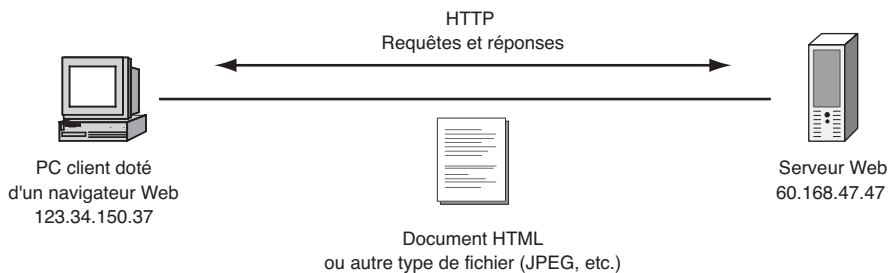 HTTP
Requêtes et réponses
PC client doté
d'un navigateur Web
123.34.150.37
Serveur Web
60.168.47.47
Document HTML
ou autre type de fichier (JPEG, etc.)